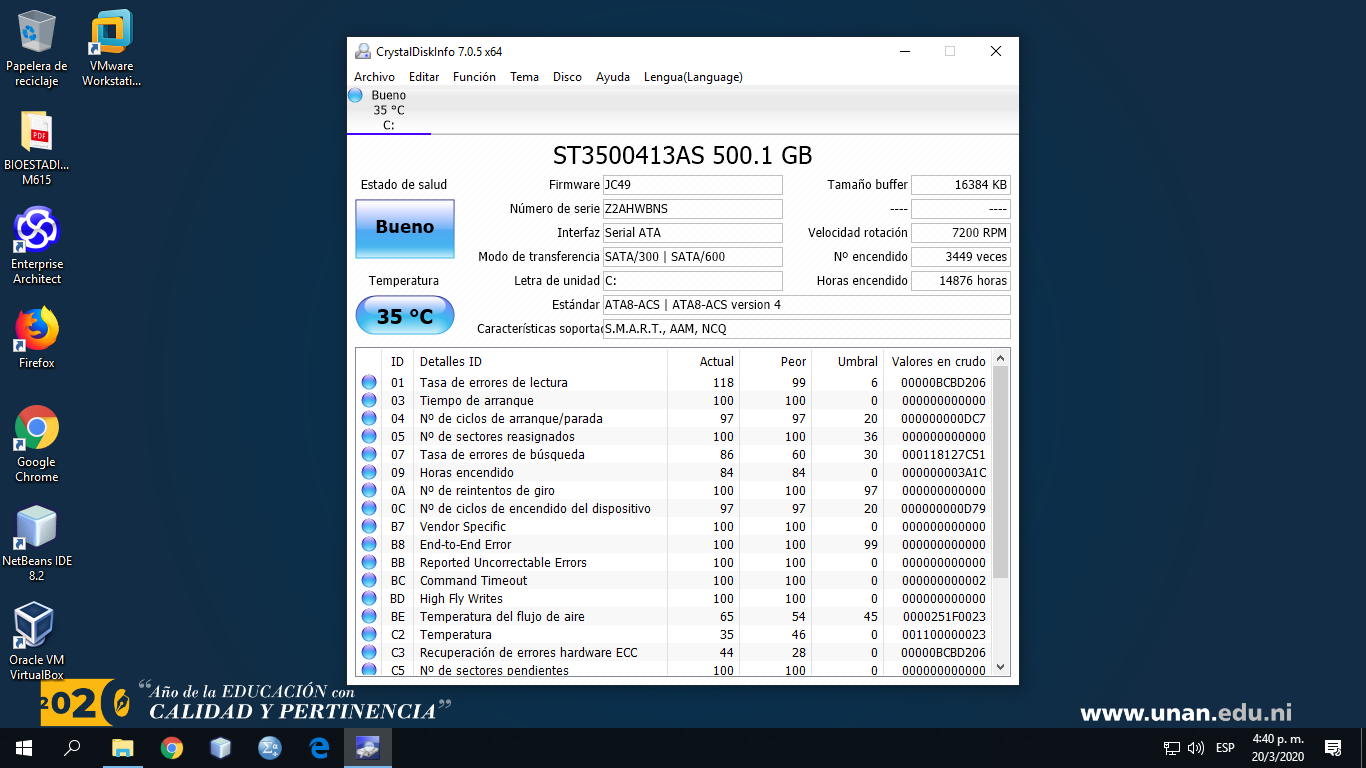 Papelera de
reciclaje
VMware
Workstati...
PDF
BIOESTADI...
M615
Enterprise
Architect
Firefox
Google
Chrome
NetBeans IDE
8.2
Oracle VM
VirtualBox
CrystalDiskInfo 7.0.5 x64
Archivo Editar Función Tema Disco Ayuda Lengua(Language)
Bueno
35 °C
C:
ST3500413AS 500.1 GB
Estado de salud
Bueno
Temperatura
35 °C
Firmware JC49 Tamaño buffer 16384 KB
Número de serie Z2AHWBNS ---- ----
Interfaz Serial ATA Velocidad rotación 7200 RPM
Modo de transferencia SATA/300 | SATA/600 Nº encendido 3449 veces
Letra de unidad C: Horas encendido 14876 horas
Estándar ATA8-ACS | ATA8-ACS version 4
Características soportad S.M.A.R.T., AAM, NCQ
ID Detalles ID Actual Peor Umbral Valores en crudo
01 Tasa de errores de lectura 118 99 6 00000BCBD206
03 Tiempo de arranque 100 100 0 000000000000
04 Nº de ciclos de arranque/parada 97 97 20 000000000DC7
05 Nº de sectores reasignados 100 100 36 000000000000
07 Tasa de errores de búsqueda 86 60 30 000118127C51
09 Horas encendido 84 84 0 000000003A1C
0A Nº de reintentos de giro 100 100 97 000000000000
0C Nº de ciclos de encendido del dispositivo 97 97 20 000000000D79
B7 Vendor Specific 100 100 0 000000000000
B8 End-to-End Error 100 100 99 000000000000
BB Reported Uncorrectable Errors 100 100 0 000000000000
BC Command Timeout 100 100 0 000000000002
BD High Fly Writes 100 100 0 000000000000
BE Temperatura del flujo de aire 65 54 45 0000251F0023
C2 Temperatura 35 46 0 001100000023
C3 Recuperación de errores hardware ECC 44 28 0 00000BCBD206
C5 Nº de sectores pendientes 100 100 0 000000000000
2020 “Año de la EDUCACIÓN con
CALIDAD Y PERTINENCIA”
www.unan.edu.ni
ESP
4:40 p. m.
20/3/2020